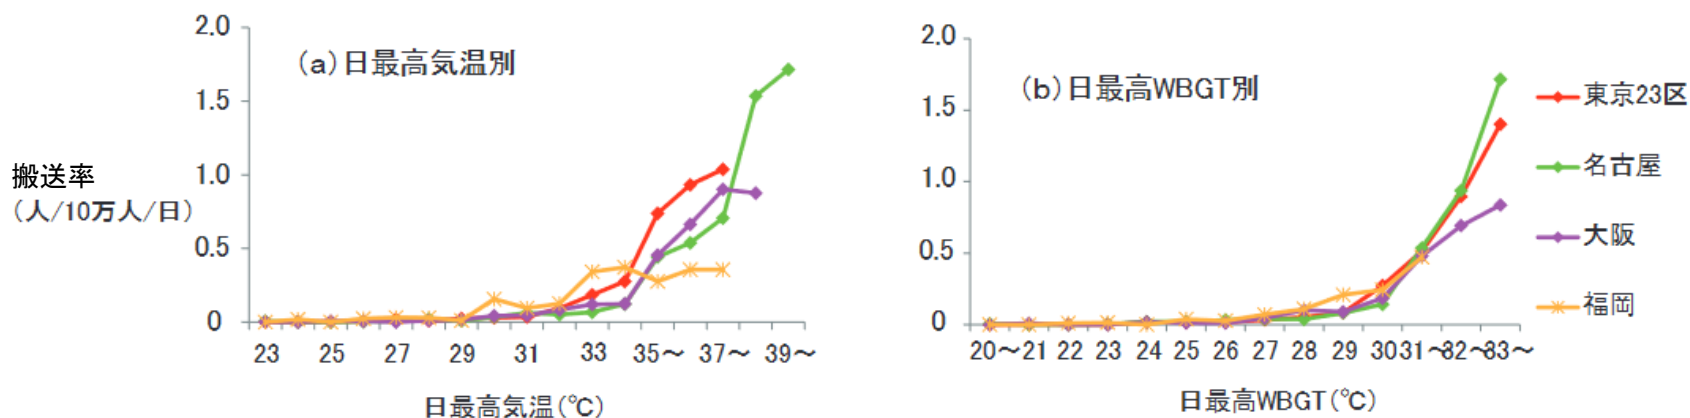 2.0
1.5
1.0
0.5
0
(a)日最高気温別
搬送率
(人/10万人/日)
23 25 27 29 31 33 35～ 37～ 39～
日最高気温(℃)
2.0
1.5
1.0
0.5
0
(b)日最高WBGT別
20～21 22 23 24 25 26 27 28 29 30 31～32～33～
日最高WBGT(℃)
東京23区
名古屋
大阪
福岡